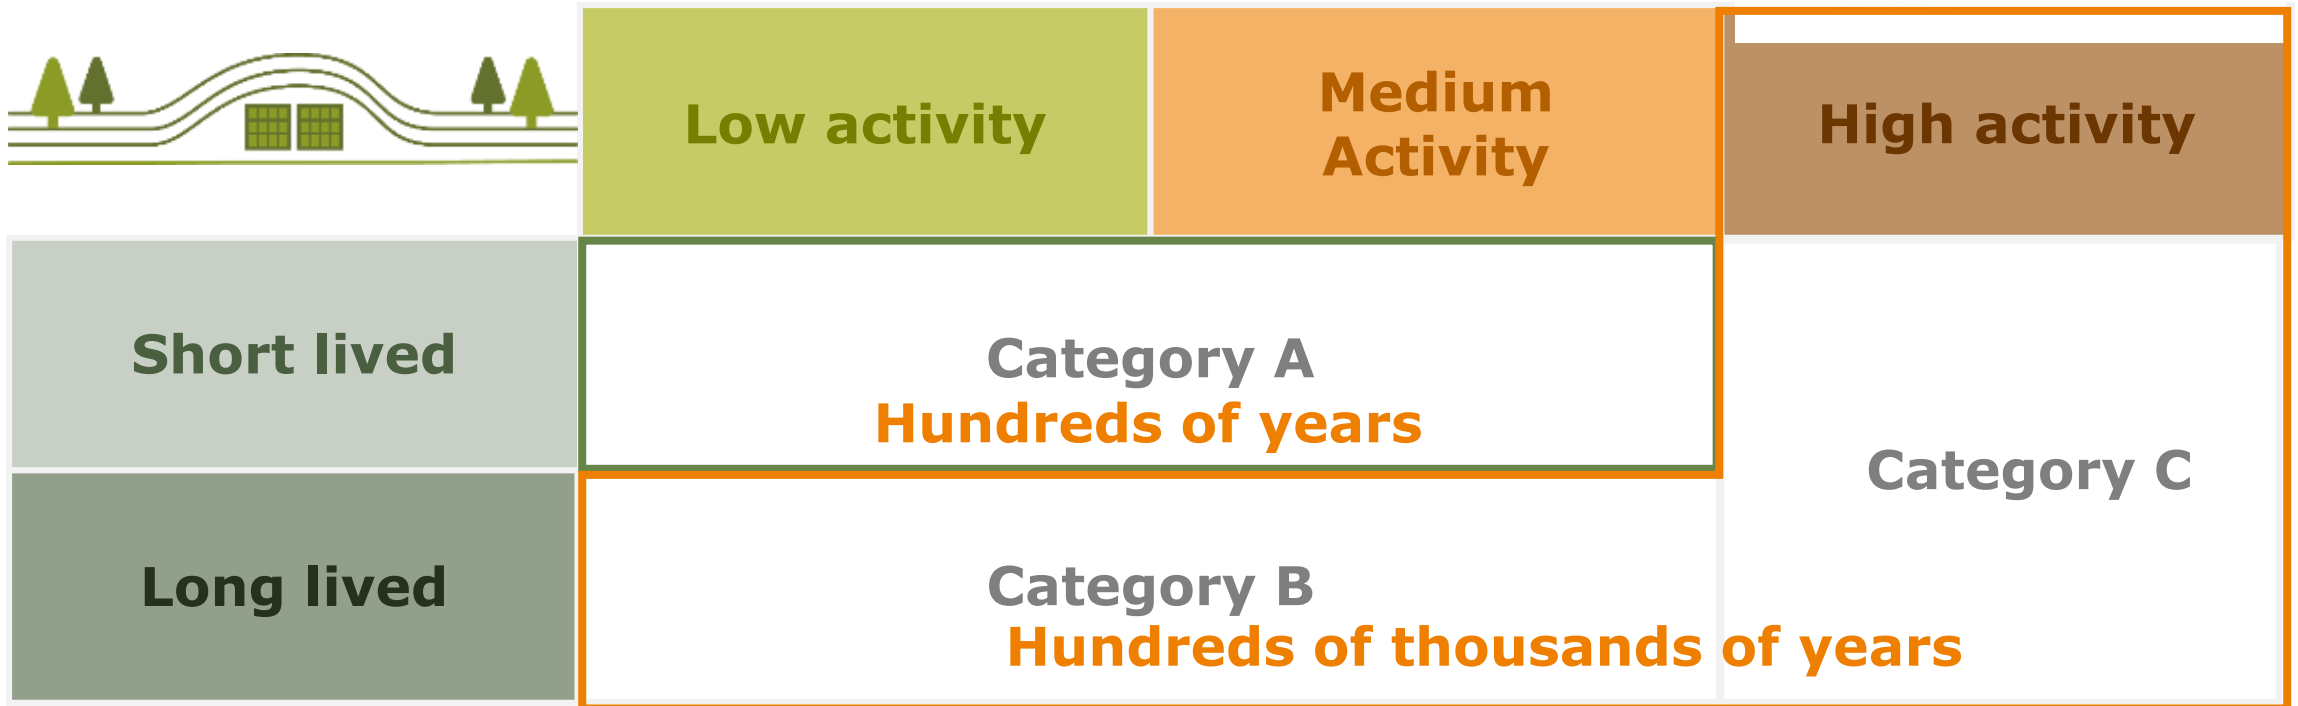 Low activity
Medium
Activity
High activity
Short lived
Category A
Hundreds of years
Category C
Long lived
Category B
Hundreds of thousands of years